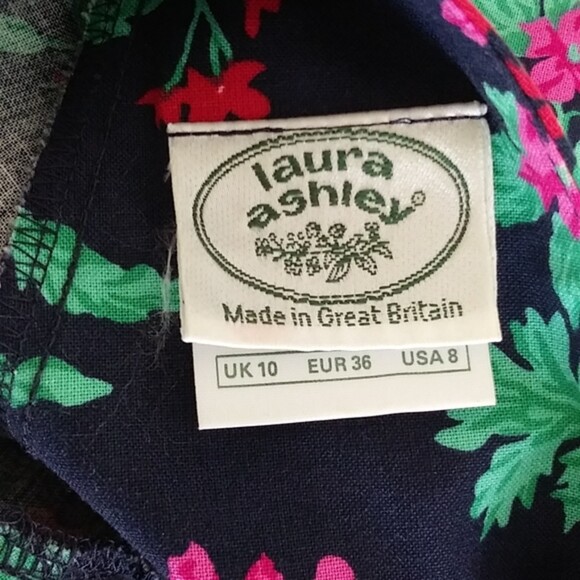 laura
ashley®
Made in Great Britain
UK 10 EUR 36 USA 8